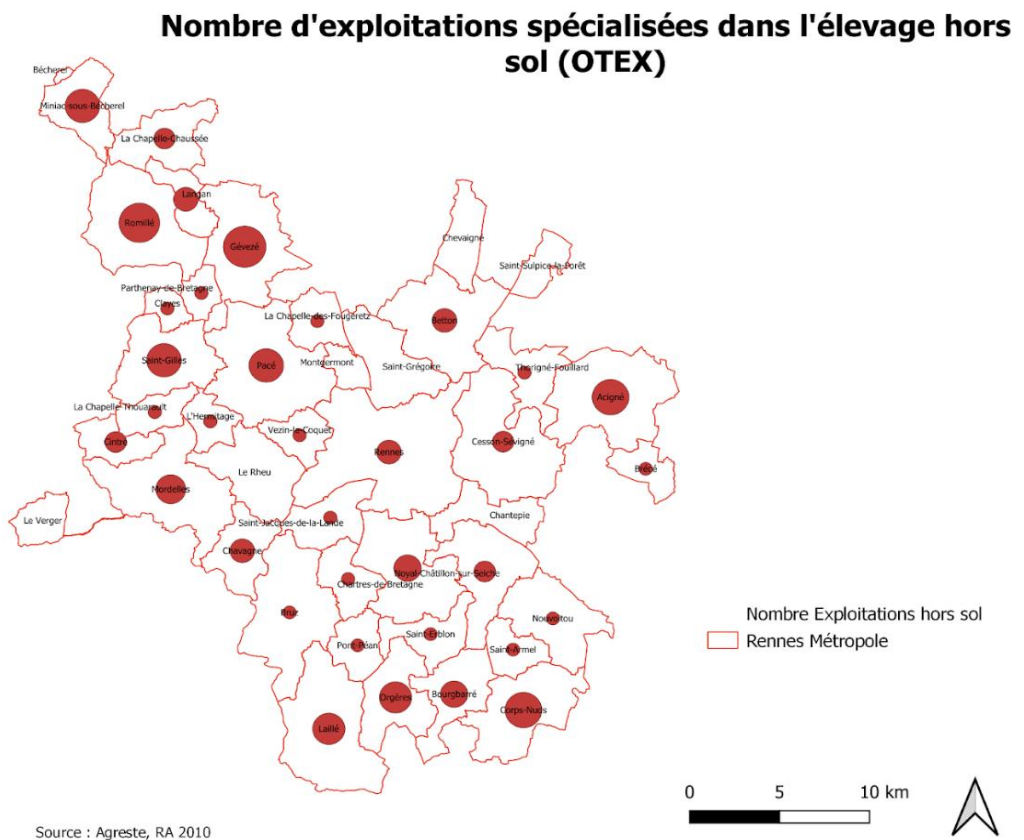 Nombre d'exploitations spécialisées dans l'élevage hors
sol (OTEX)
Bécherel
Miniac-sous-Bécherel
La Chapelle-Chaussée
Langan
Romillé
Gévezé
Chevaigné
Saint-Sulpice-la-Forêt
Parthenay-de-Bretagne
Clayes
La Chapelle-des-Fougeretz
Betton
Saint-Gilles
Pacé
Montgermont
Saint-Grégoire
Thorigné-Fouillard
Acigné
La Chapelle-Thouarault
L'Hermitage
Vezin-le-Coquet
Cintré
Rennes
Cesson-Sévigné
Le Rheu
Brécé
Mordelles
Le Verger
Saint-Jacques-de-la-Lande
Chantepie
Chavagne
Noyal-Châtillon-sur-Seiche
Chartres-de-Bretagne
Bruz
Nouvoitou
Saint-Erblon
Pont-Péan
Saint-Armel
Orgères
Bourgbarré
Corps-Nuds
Laillé
Nombre Exploitations hors sol
Rennes Métropole
0 5 10 km
Source : Agreste, RA 2010